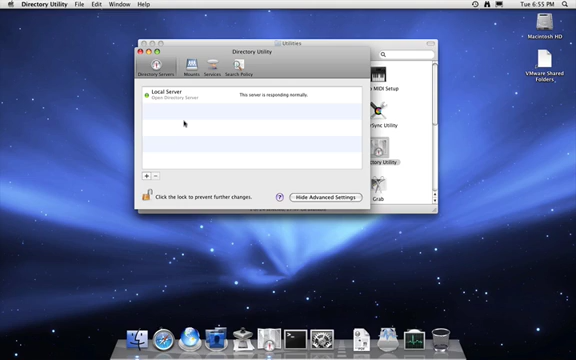 Directory Utility File Edit Window Help
Tue 6:55 PM
Macintosh HD
VMware Shared
Folders
Utilities
Directory Utility
Directory Servers Mounts Services Search Policy
Local Server
Open Directory Server
This server is responding normally.
MIDI Setup
Sync Utility
Utility
Grab
Click the lock to prevent further changes.
? Hide Advanced Settings